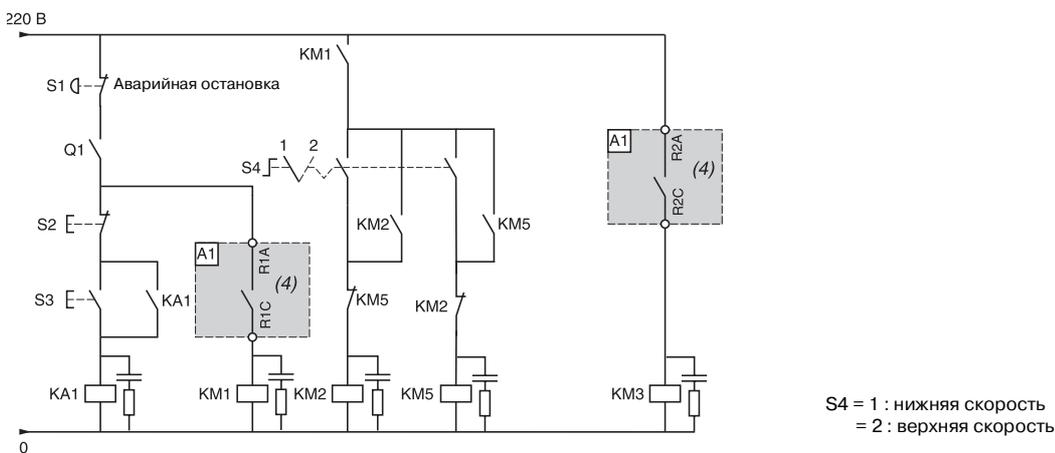 220 В
KM1
S1
Аварийная остановка
Q1
1 2
S4
A1
R2A
(4)
R2C
S2
KM2
KM5
A1
R1A
(4)
R1C
S3
KA1
KM5
KM2
KA1
KM1
KM2
KM5
KM3
S4 = 1 : нижняя скорость
= 2 : верхняя скорость
0